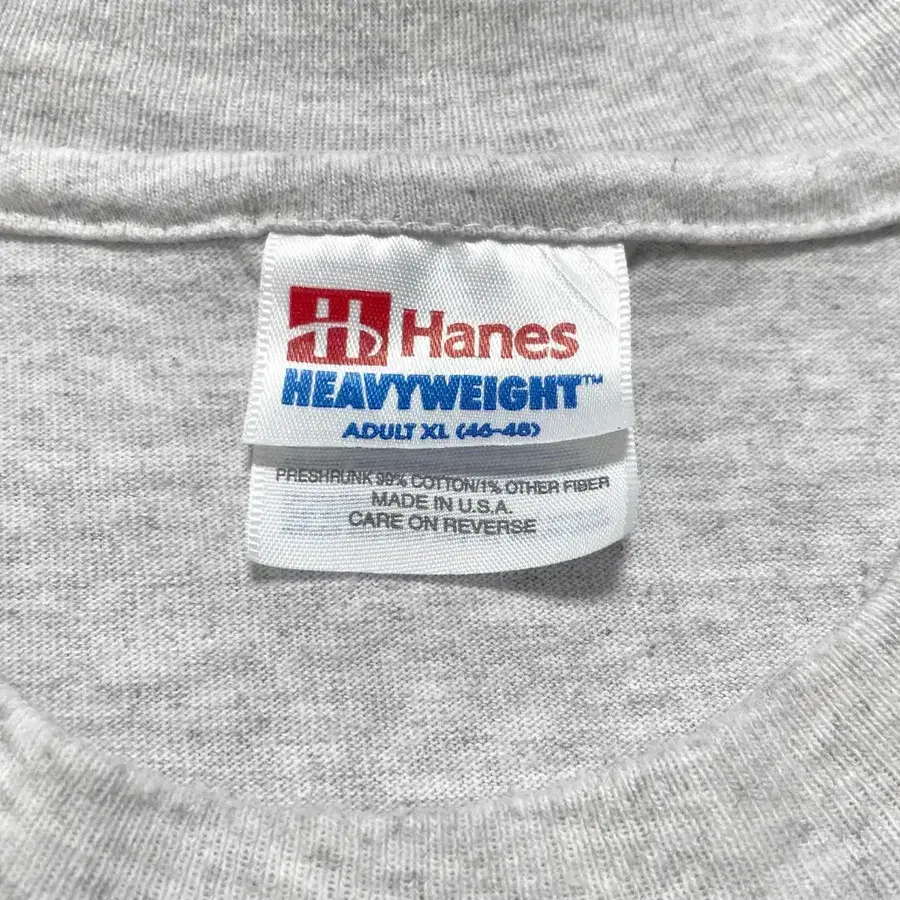 H Hanes
HEAVYWEIGHT™
ADULT XL (46-48)
PRESHRUNK 99% COTTON/1% OTHER FIBER
MADE IN U.S.A.
CARE ON REVERSE